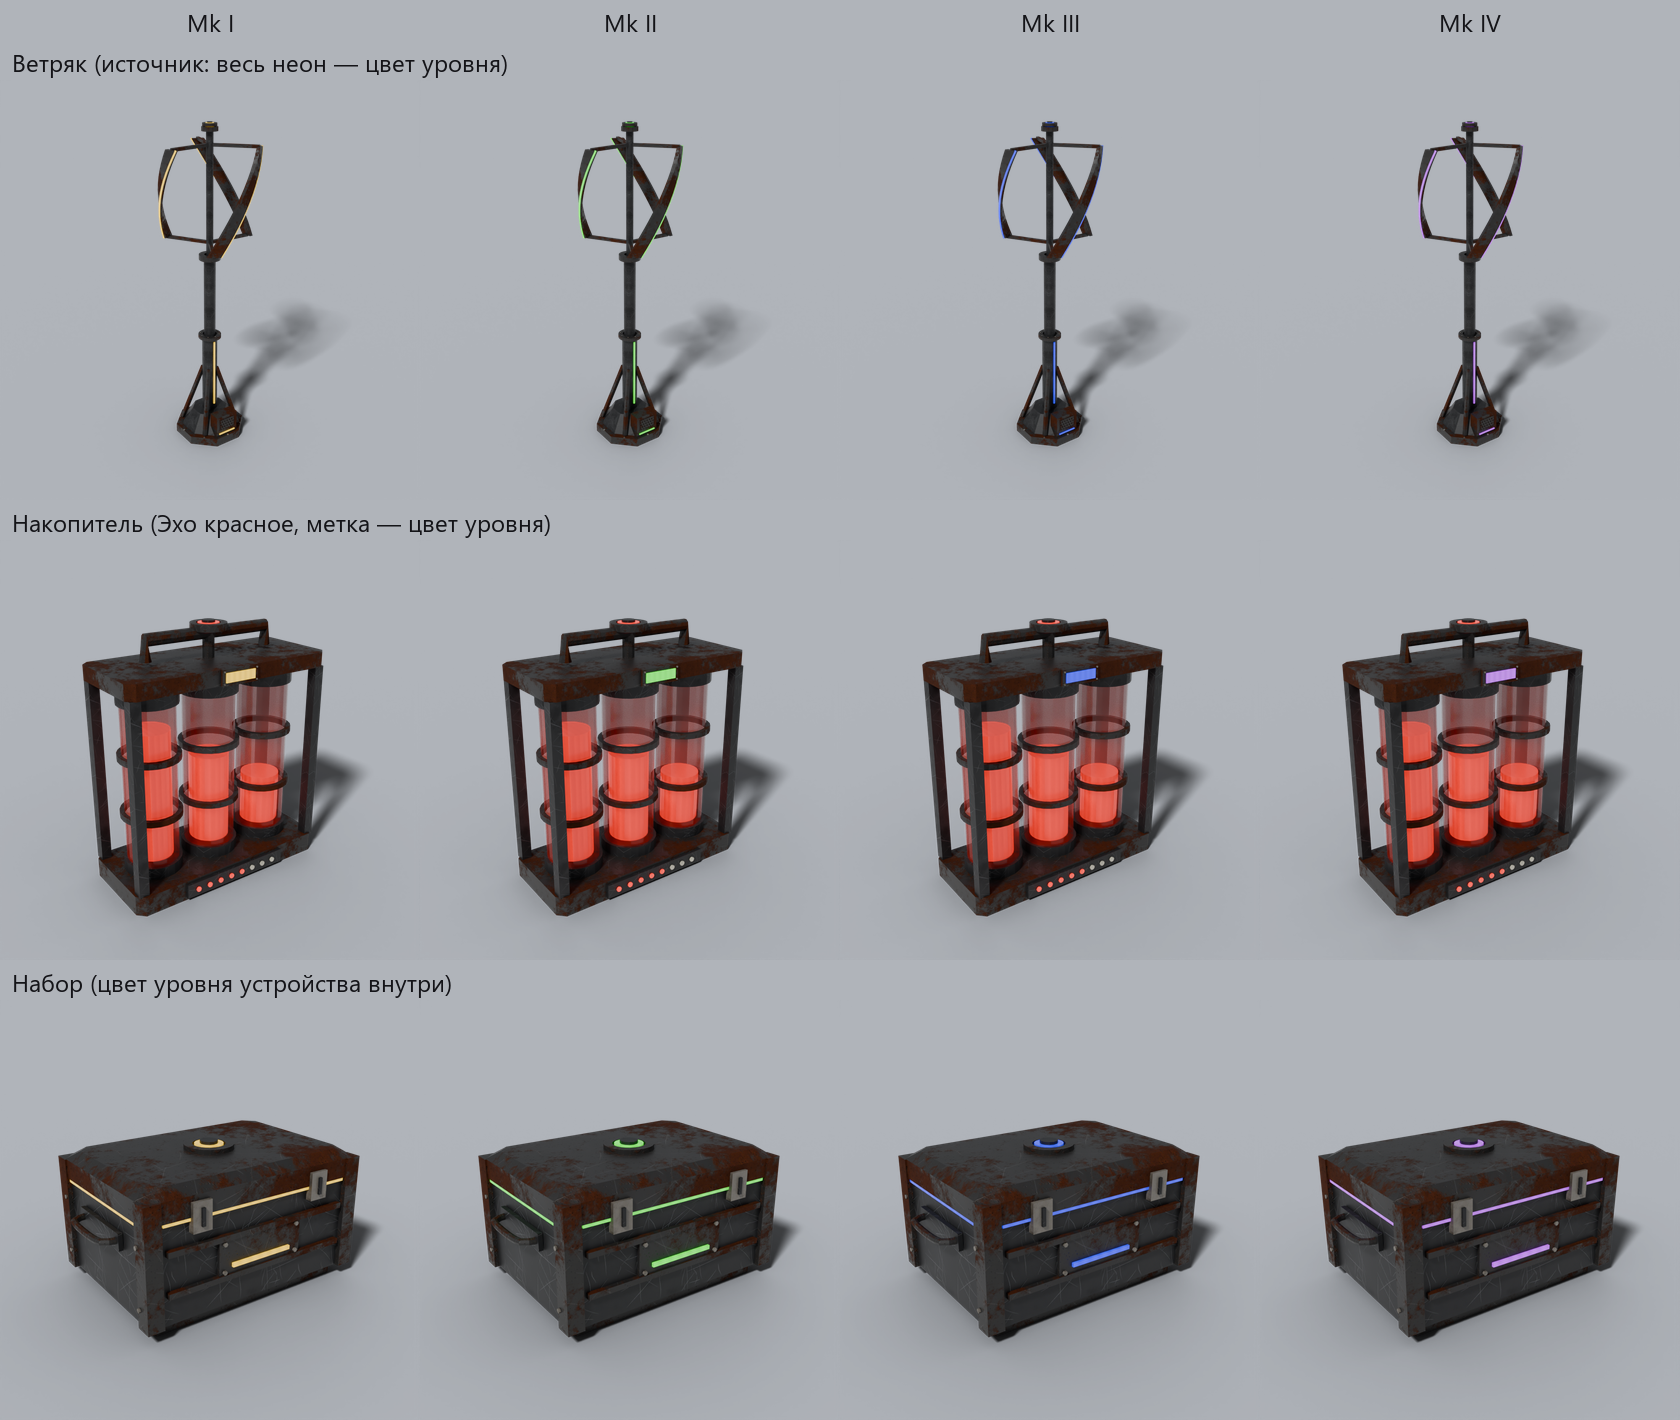 Mk I Mk II Mk III Mk IV
Ветряк (источник: весь неон — цвет уровня)
Накопитель (Эхо красное, метка — цвет уровня)
Набор (цвет уровня устройства внутри)